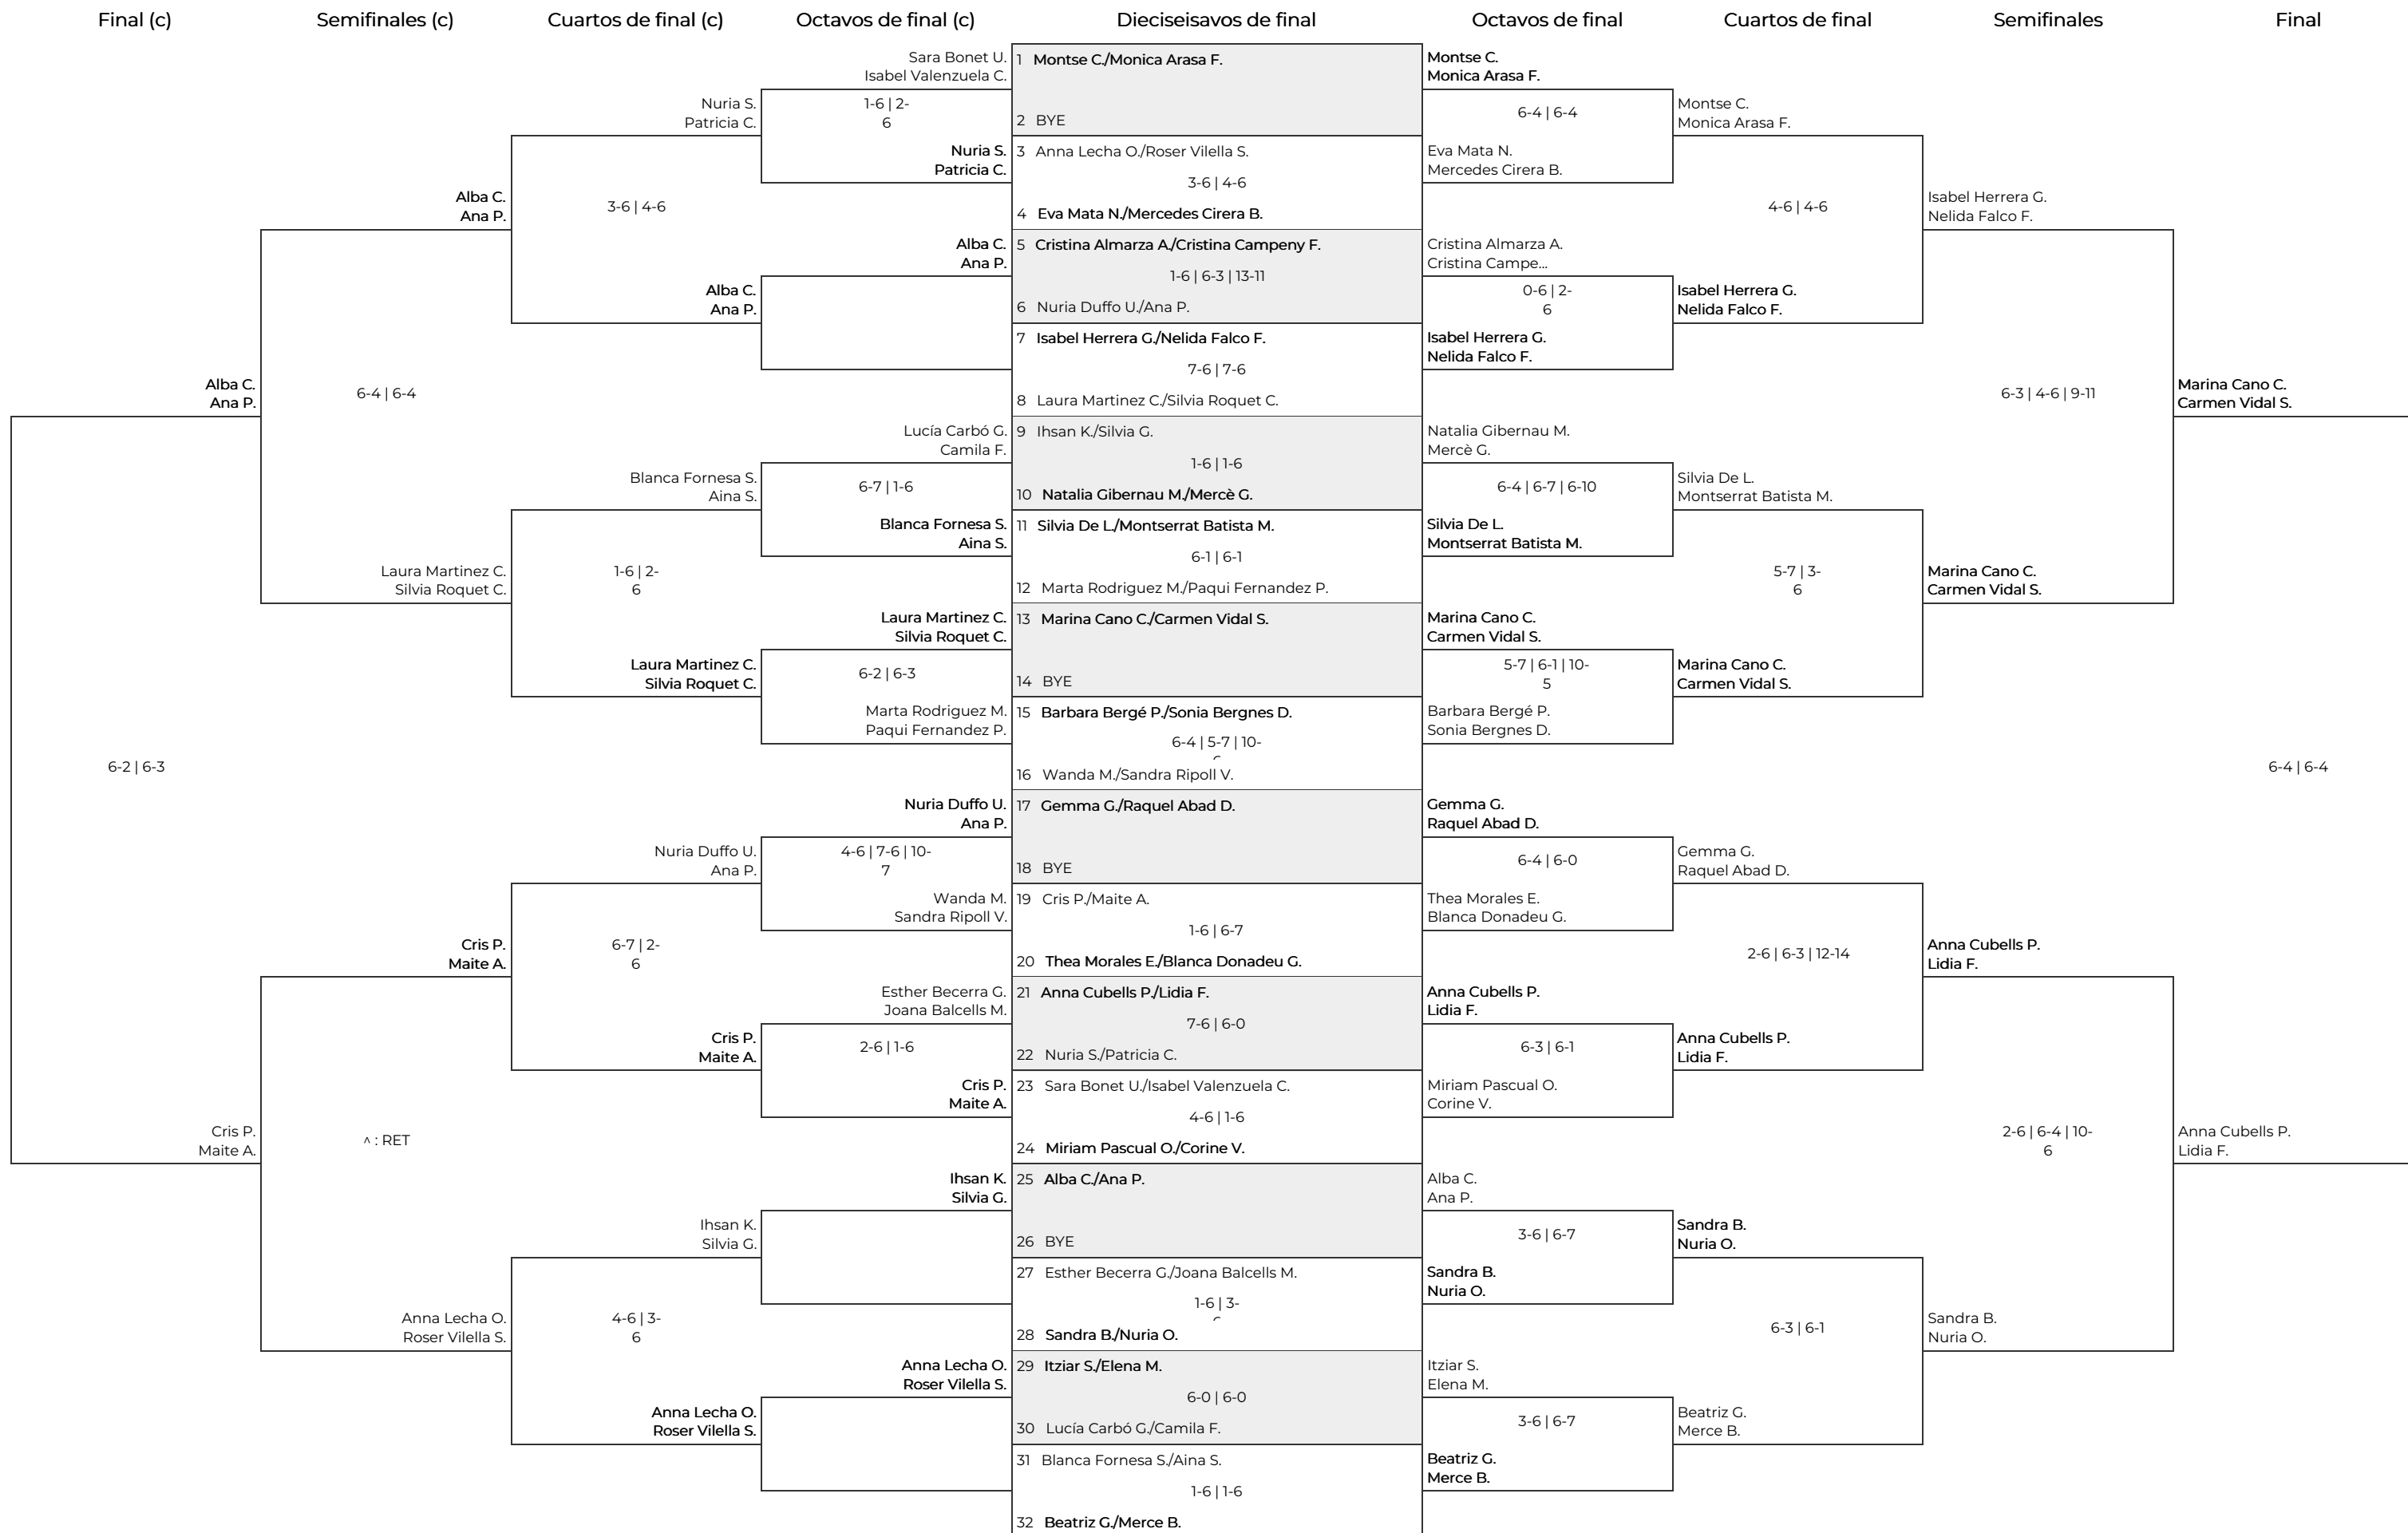 Final (c)
Semifinales (c)
Cuartos de final (c)
Octavos de final (c)
Dieciseisavos de final
Octavos de final
Cuartos de final
Semifinales
Final
Alba C.
Ana P.
6-2 | 6-3
Cris P.
Maite A.
Alba C.
Ana P.
6-4 | 6-4
Laura Martinez C.
Silvia Roquet C.
Cris P.
Maite A.
^ : RET
Anna Lecha O.
Roser Vilella S.
Nuria S.
Patricia C.
3-6 | 4-6
Alba C.
Ana P.
Blanca Fornesa S.
Aina S.
1-6 | 2-
6
Laura Martinez C.
Silvia Roquet C.
Nuria Duffo U.
Ana P.
6-7 | 2-
6
Cris P.
Maite A.
Ihsan K.
Silvia G.
4-6 | 3-
6
Anna Lecha O.
Roser Vilella S.
Sara Bonet U.
Isabel Valenzuela C.
1-6 | 2-
6
Nuria S.
Patricia C.
Alba C.
Ana P.
Lucía Carbó G.
Camila F.
6-7 | 1-6
Blanca Fornesa S.
Aina S.
Laura Martinez C.
Silvia Roquet C.
6-2 | 6-3
Marta Rodriguez M.
Paqui Fernandez P.
Nuria Duffo U.
Ana P.
4-6 | 7-6 | 10-
7
Wanda M.
Sandra Ripoll V.
Esther Becerra G.
Joana Balcells M.
2-6 | 1-6
Cris P.
Maite A.
Ihsan K.
Silvia G.
Anna Lecha O.
Roser Vilella S.
1 Montse C./Monica Arasa F.
2 BYE
3 Anna Lecha O./Roser Vilella S.
3-6 | 4-6
4 Eva Mata N./Mercedes Cirera B.
5 Cristina Almarza A./Cristina Campeny F.
1-6 | 6-3 | 13-11
6 Nuria Duffo U./Ana P.
7 Isabel Herrera G./Nelida Falco F.
7-6 | 7-6
8 Laura Martinez C./Silvia Roquet C.
9 Ihsan K./Silvia G.
1-6 | 1-6
10 Natalia Gibernau M./Mercè G.
11 Silvia De L./Montserrat Batista M.
6-1 | 6-1
12 Marta Rodriguez M./Paqui Fernandez P.
13 Marina Cano C./Carmen Vidal S.
14 BYE
15 Barbara Bergé P./Sonia Bergnes D.
6-4 | 5-7 | 10-
16 Wanda M./Sandra Ripoll V.
17 Gemma G./Raquel Abad D.
18 BYE
19 Cris P./Maite A.
1-6 | 6-7
20 Thea Morales E./Blanca Donadeu G.
21 Anna Cubells P./Lidia F.
7-6 | 6-0
22 Nuria S./Patricia C.
23 Sara Bonet U./Isabel Valenzuela C.
4-6 | 1-6
24 Miriam Pascual O./Corine V.
25 Alba C./Ana P.
26 BYE
27 Esther Becerra G./Joana Balcells M.
1-6 | 3-
28 Sandra B./Nuria O.
29 Itziar S./Elena M.
6-0 | 6-0
30 Lucía Carbó G./Camila F.
31 Blanca Fornesa S./Aina S.
1-6 | 1-6
32 Beatriz G./Merce B.
Montse C.
Monica Arasa F.
6-4 | 6-4
Eva Mata N.
Mercedes Cirera B.
Cristina Almarza A.
Cristina Campe...
0-6 | 2-
6
Isabel Herrera G.
Nelida Falco F.
Natalia Gibernau M.
Mercè G.
6-4 | 6-7 | 6-10
Silvia De L.
Montserrat Batista M.
Marina Cano C.
Carmen Vidal S.
5-7 | 6-1 | 10-
5
Barbara Bergé P.
Sonia Bergnes D.
Gemma G.
Raquel Abad D.
6-4 | 6-0
Thea Morales E.
Blanca Donadeu G.
Anna Cubells P.
Lidia F.
6-3 | 6-1
Miriam Pascual O.
Corine V.
Alba C.
Ana P.
3-6 | 6-7
Sandra B.
Nuria O.
Itziar S.
Elena M.
3-6 | 6-7
Beatriz G.
Merce B.
Montse C.
Monica Arasa F.
4-6 | 4-6
Isabel Herrera G.
Nelida Falco F.
Silvia De L.
Montserrat Batista M.
5-7 | 3-
6
Marina Cano C.
Carmen Vidal S.
Gemma G.
Raquel Abad D.
2-6 | 6-3 | 12-14
Anna Cubells P.
Lidia F.
Sandra B.
Nuria O.
6-3 | 6-1
Beatriz G.
Merce B.
Isabel Herrera G.
Nelida Falco F.
6-3 | 4-6 | 9-11
Marina Cano C.
Carmen Vidal S.
Anna Cubells P.
Lidia F.
2-6 | 6-4 | 10-
6
Sandra B.
Nuria O.
Marina Cano C.
Carmen Vidal S.
6-4 | 6-4
Anna Cubells P.
Lidia F.